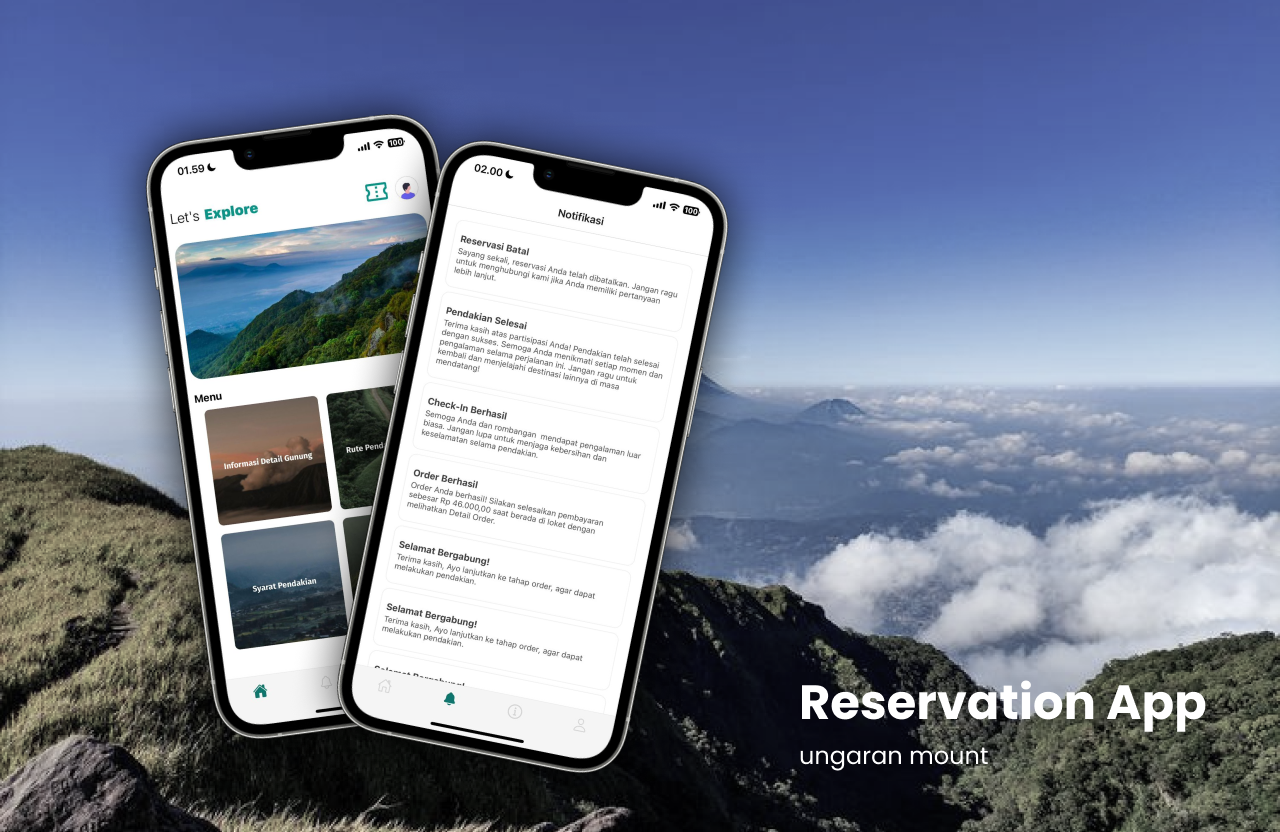 01.59
100
Let's Explore
Menu
Informasi Detail Gunung
Rute Pend
Syarat Pendakian
02.00
100
Notifikasi
Reservasi Batal
Sayang sekali, reservasi Anda telah dibatalkan. Jangan ragu
untuk menghubungi kami jika Anda memiliki pertanyaan
lebih lanjut.
Pendakian Selesai
Terima kasih atas partisipasi Anda! Pendakian telah selesai
dengan sukses. Semoga Anda menikmati setiap momen dan
pengalaman selama perjalanan ini. Jangan ragu untuk
kembali dan menjelajahi destinasi lainnya di masa
mendatang!
Check-In Berhasil
Semoga Anda dan rombangan mendapat pengalaman luar
biasa. Jangan lupa untuk menjaga kebersihan dan
keselamatan selama pendakian.
Order Berhasil
Order Anda berhasil! Silakan selesaikan pembayaran
sebesar Rp 46.000,00 saat berada di loket dengan
melihatkan Detail Order.
Selamat Bergabung!
Terima kasih, Ayo lanjutkan ke tahap order, agar dapat
melakukan pendakian.
Selamat Bergabung!
Terima kasih, Ayo lanjutkan ke tahap order, agar dapat
melakukan pendakian.
Selamat Bergabung!
Reservation App
ungaran mount